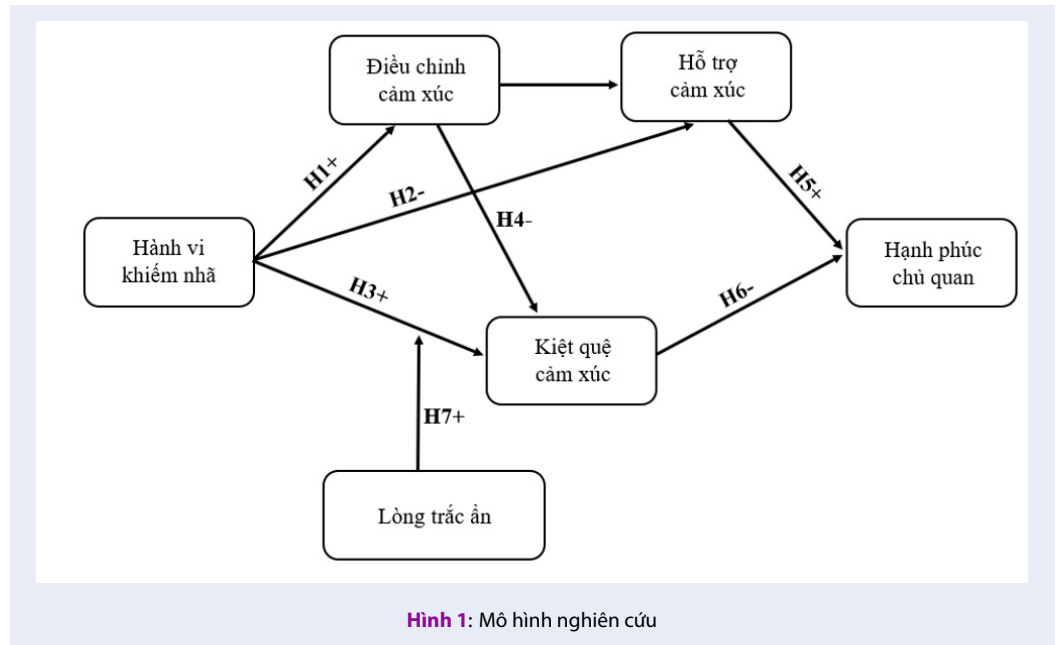 Điều chỉnh
cảm xúc
Hỗ trợ
cảm xúc
H1+
H2-
H5+
H4-
Hành vi
khiếm nhã
Hạnh phúc
chủ quan
H3+
H6-
Kiệt quệ
cảm xúc
H7+
Lòng trắc ẩn
Hình 1: Mô hình nghiên cứu